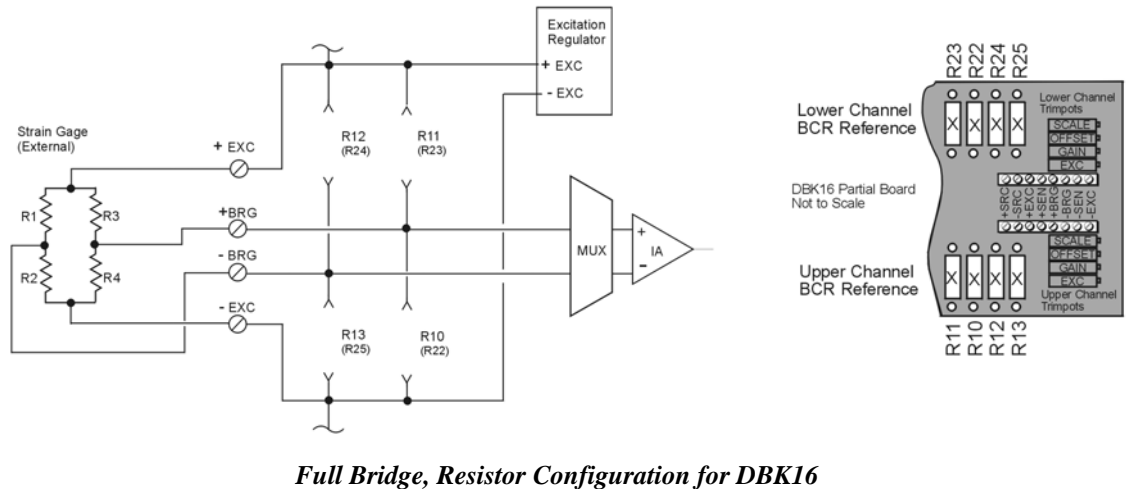 Excitation
Regulator
+ EXC
- EXC
Strain Gage
(External)
+ EXC
R12
(R24)
R11
(R23)
R1
R3
+BRG
R2
R4
- BRG
MUX
+
-
IA
- EXC
R13
(R25)
R10
(R22)
R23
R22
R24
R25
Lower Channel
BCR Reference
X
X
X
X
Lower Channel
Trimpots
SCALE
OFFSET
GAIN
EXC
DBK16 Partial Board
Not to Scale
+SRC
-SRC
+EXC
+SEN
+BRG
-BRG
-SEN
-EXC
Upper Channel
BCR Reference
X
X
X
X
SCALE
OFFSET
GAIN
EXC
Upper Channel
Trimpots
R11
R10
R12
R13
Full Bridge, Resistor Configuration for DBK16